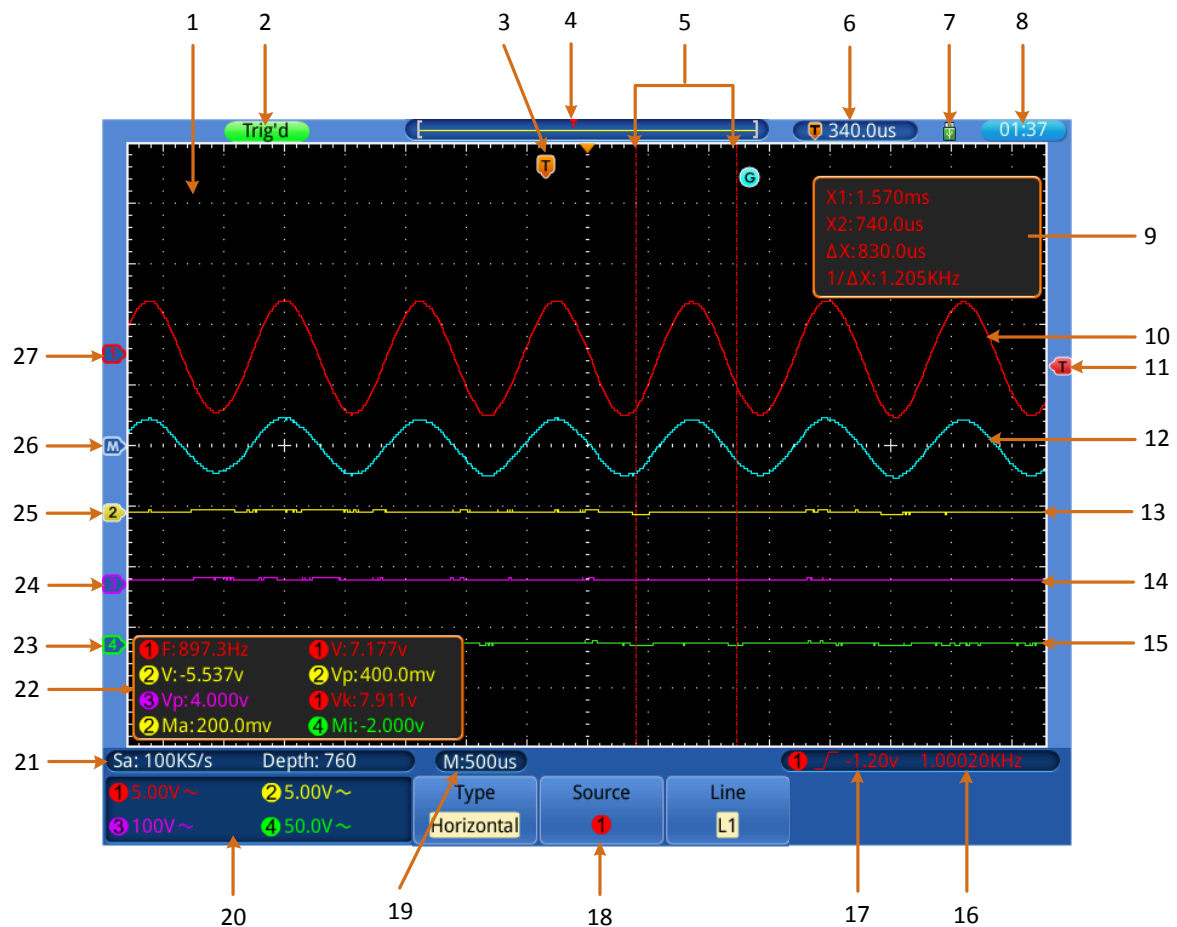 1 2 3 4 5 6 7 8
Trig'd T 340.0us 01:37
T
G
X1:1.570ms
X2:740.0us
ΔX:830.0us
1/ΔX:1.205KHz
9
10
27 1
T 11
26 M 12
25 2 13
24 3 14
23 4 15
22
1 F:897.3Hz 1 V:7.177v
2 V:-5.537v 2 Vp:400.0mv
3 Vp:4.000v 1 Vk:7.911v
2 Ma:200.0mv 4 Mi:-2.000v
21 Sa: 100KS/s Depth: 760 M:500us 1 -1.20v 1.00020KHz
1 5.00V~ 2 5.00V~ Type Source Line
3 100V~ 4 50.0V~ Horizontal 1 L1
20 19 18 17 16